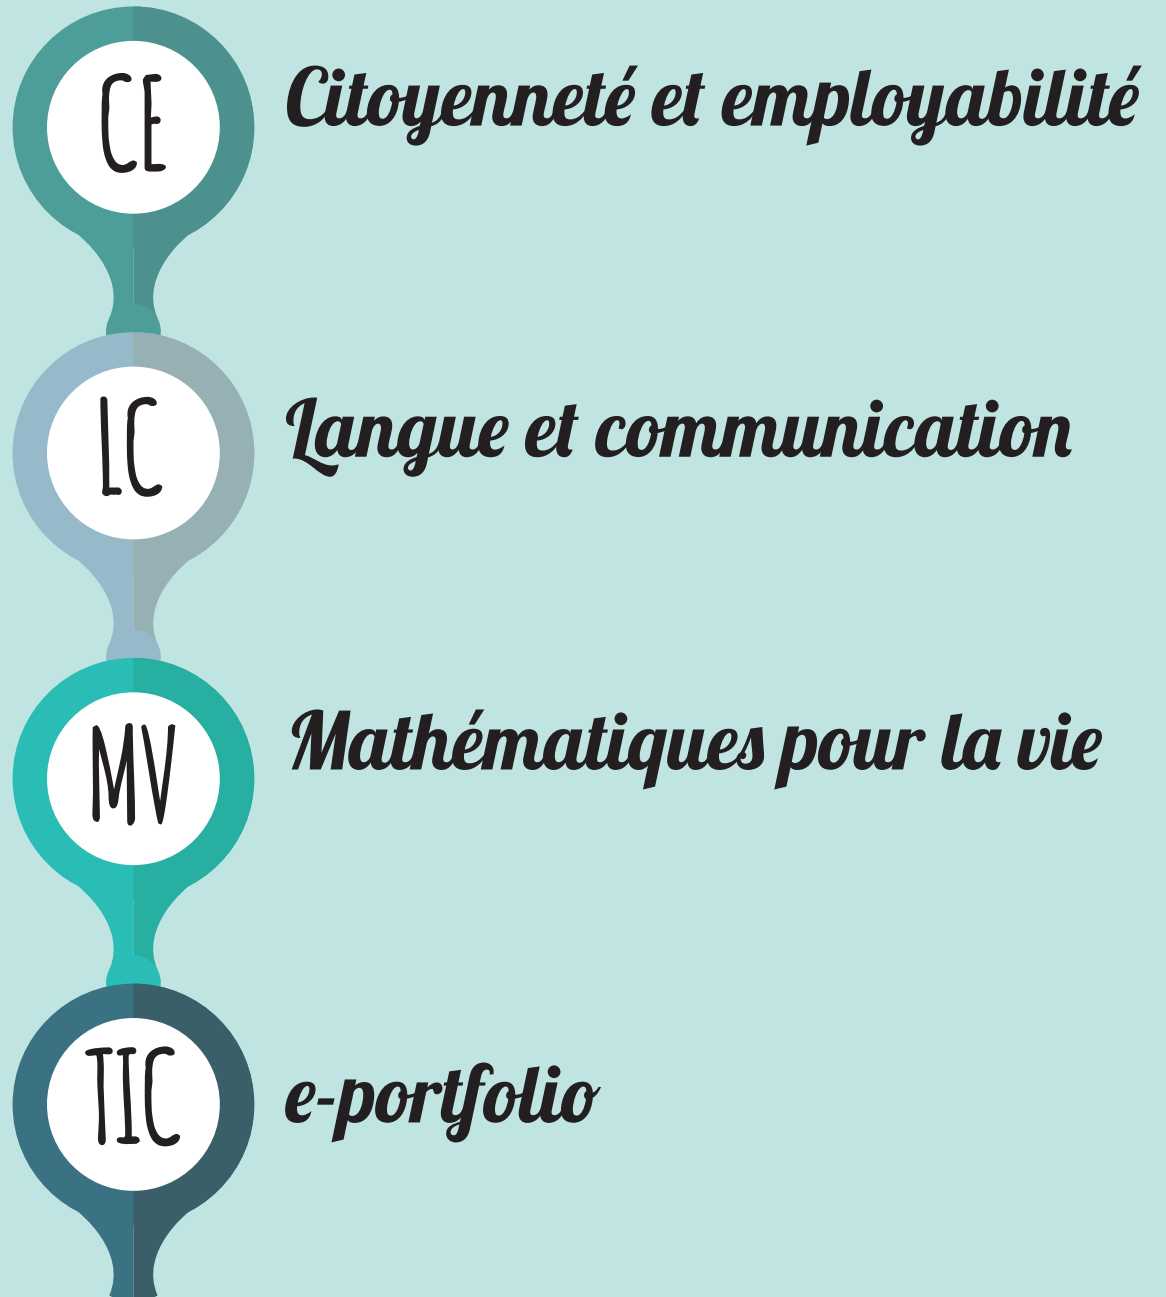 CE
Citoyenneté et employabilité
LC
Langue et communication
MV
Mathématiques pour la vie
TIC
e-portfolio